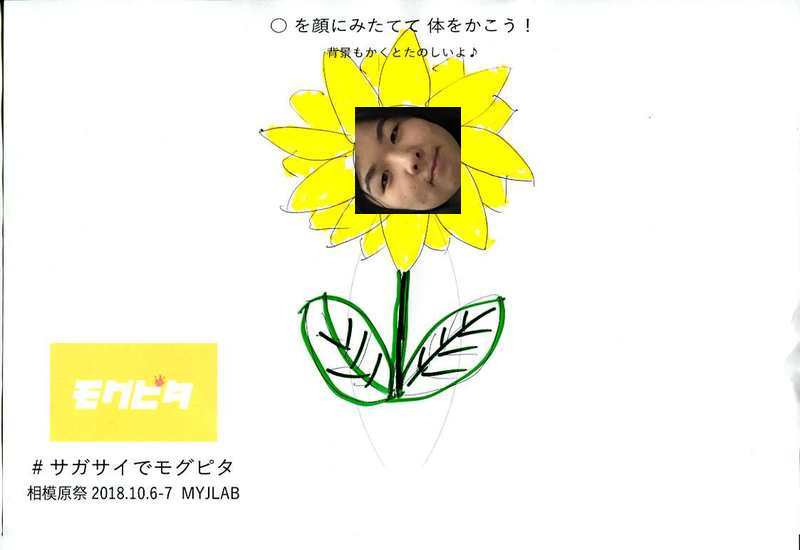 ○ を顔にみたてて 体をかこう!
背景もかくとたのしいよ♪
モグピタ
# サガサイでモグピタ
相模原祭 2018.10.6-7 MYJLAB